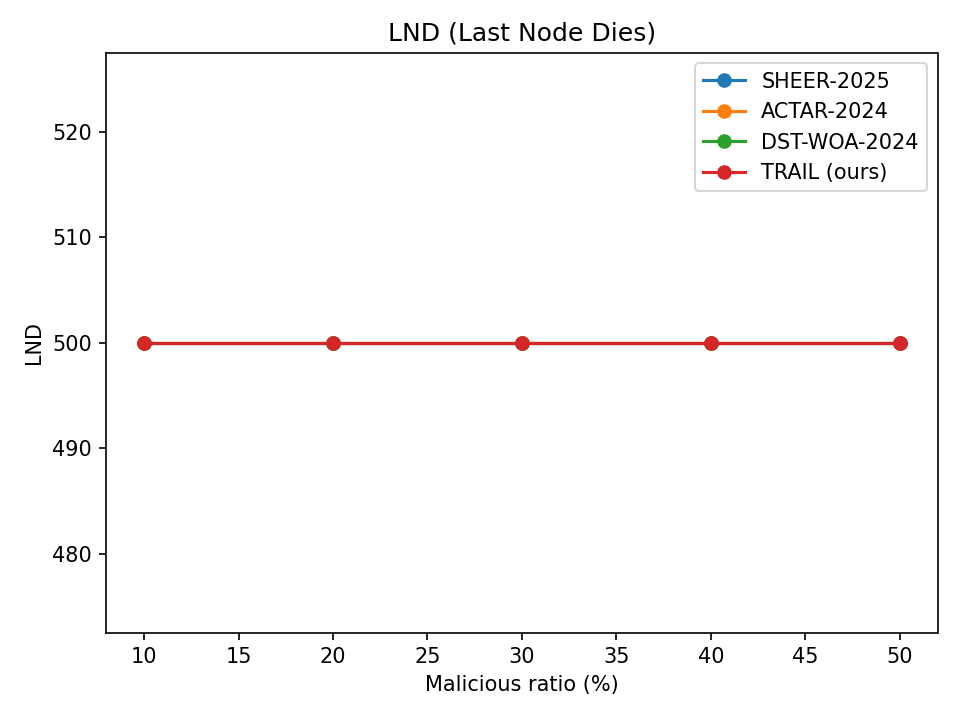 LND (Last Node Dies)
SHEER-2025
ACTAR-2024
DST-WOA-2024
TRAIL (ours)
520
510
500
490
480
LND
10 15 20 25 30 35 40 45 50
Malicious ratio (%)